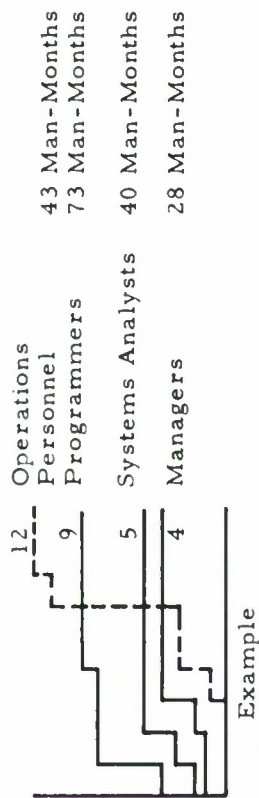 12 Operations
Personnel 43 Man-Months
9 Programmers 73 Man-Months
5 Systems Analysts 40 Man-Months
4 Managers 28 Man-Months
Example